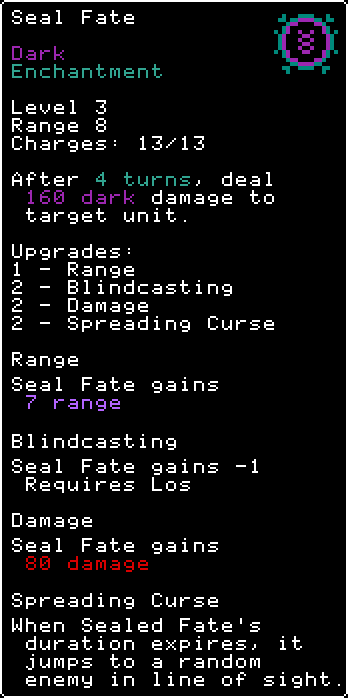 Seal Fate
Dark
Enchantment
Level 3
Range 8
Charges: 13/13
After 4 turns, deal
160 dark damage to
target unit.
Upgrades:
1 - Range
2 - Blindcasting
2 - Damage
2 - Spreading Curse
Range
Seal Fate gains
7 range
Blindcasting
Seal Fate gains -1
Requires Los
Damage
Seal Fate gains
80 damage
Spreading Curse
When Sealed Fate's
duration expires, it
jumps to a random
enemy in line of sight.